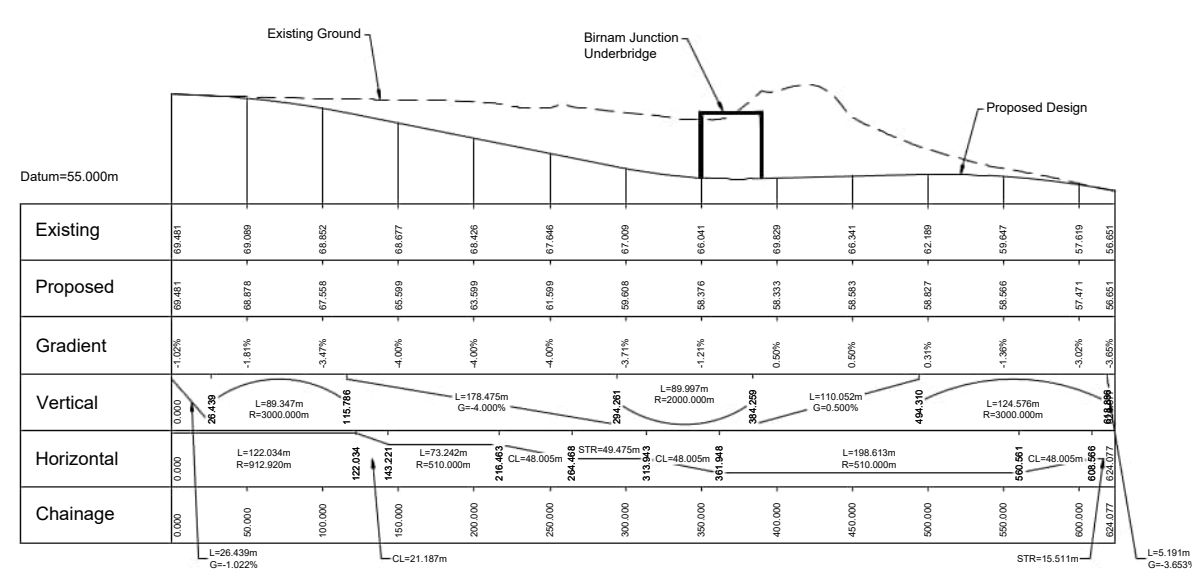 Existing Ground
Birnam Junction
Underbridge
Proposed Design
Datum=55.000m
Existing
69.481 69.089 68.852 68.677 68.426 67.646 67.009 66.041 69.829 66.341 62.189 59.647 57.619 56.651
Proposed
69.481 68.878 67.558 65.599 63.599 61.599 59.608 58.376 58.333 58.583 58.827 58.566 57.471 56.651
Gradient
-1.02% -1.81% -3.47% -4.00% -4.00% -4.00% -3.71% -1.21% 0.50% 0.50% 0.31% -1.36% -3.02% -3.65%
Vertical
0.000 26.439
L=89.347m
R=3000.000m
115.786
L=178.475m
G=-4.000%
294.261
L=89.997m
R=2000.000m
384.259
L=110.052m
G=0.500%
494.310
L=124.576m
R=3000.000m
Horizontal
0.000
L=122.034m
R=912.920m
122.034 143.221
L=73.242m
R=510.000m
216.463
CL=48.005m
264.468
STR=49.475m
313.943
CL=48.005m
361.948
L=198.613m
R=510.000m
560.561
CL=48.005m
608.566 624.077
Chainage
0.000 50.000 100.000 150.000 200.000 250.000 300.000 350.000 400.000 450.000 500.000 550.000 600.000 624.077
L=26.439m
G=-1.022%
CL=21.187m
STR=15.511m
L=5.191m
G=-3.653%